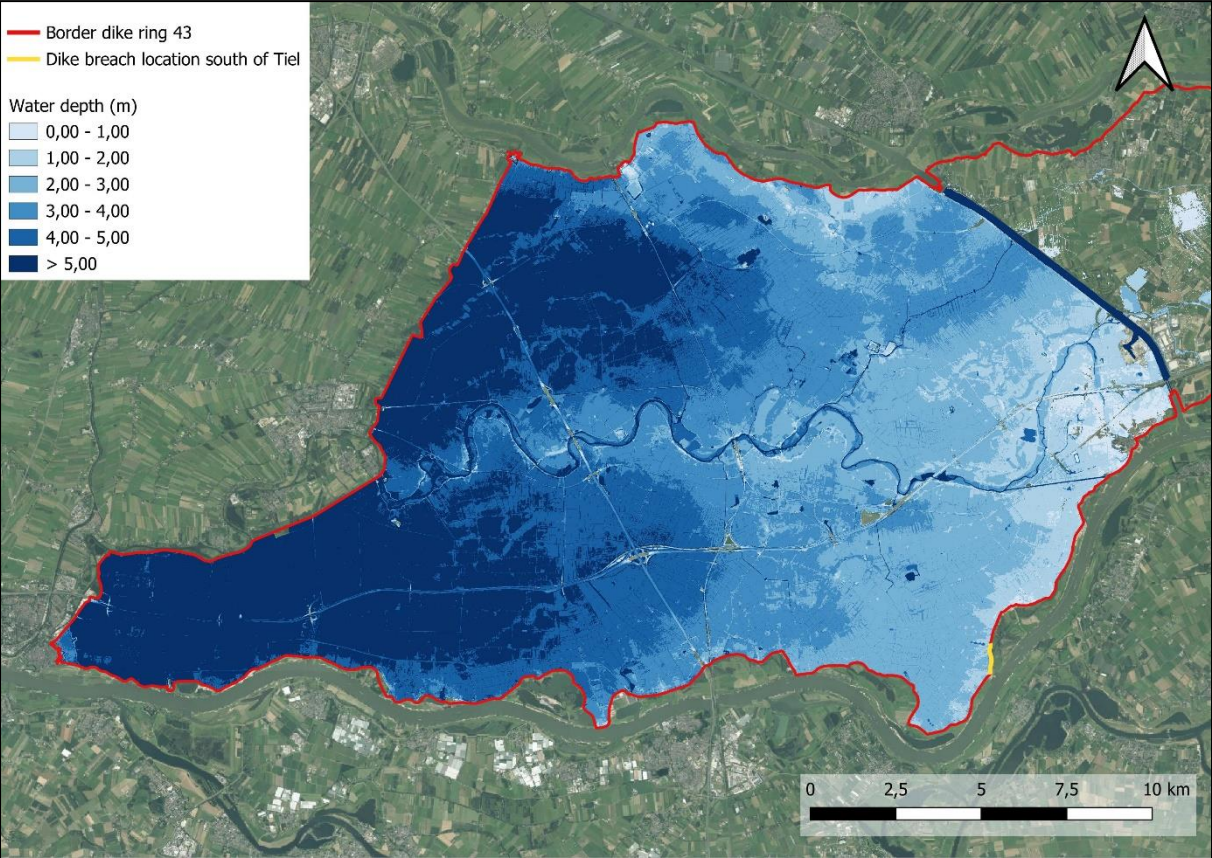 Border dike ring 43
Dike breach location south of Tiel
Water depth (m)
0,00 - 1,00
1,00 - 2,00
2,00 - 3,00
3,00 - 4,00
4,00 - 5,00
> 5,00
0 2,5 5 7,5 10 km